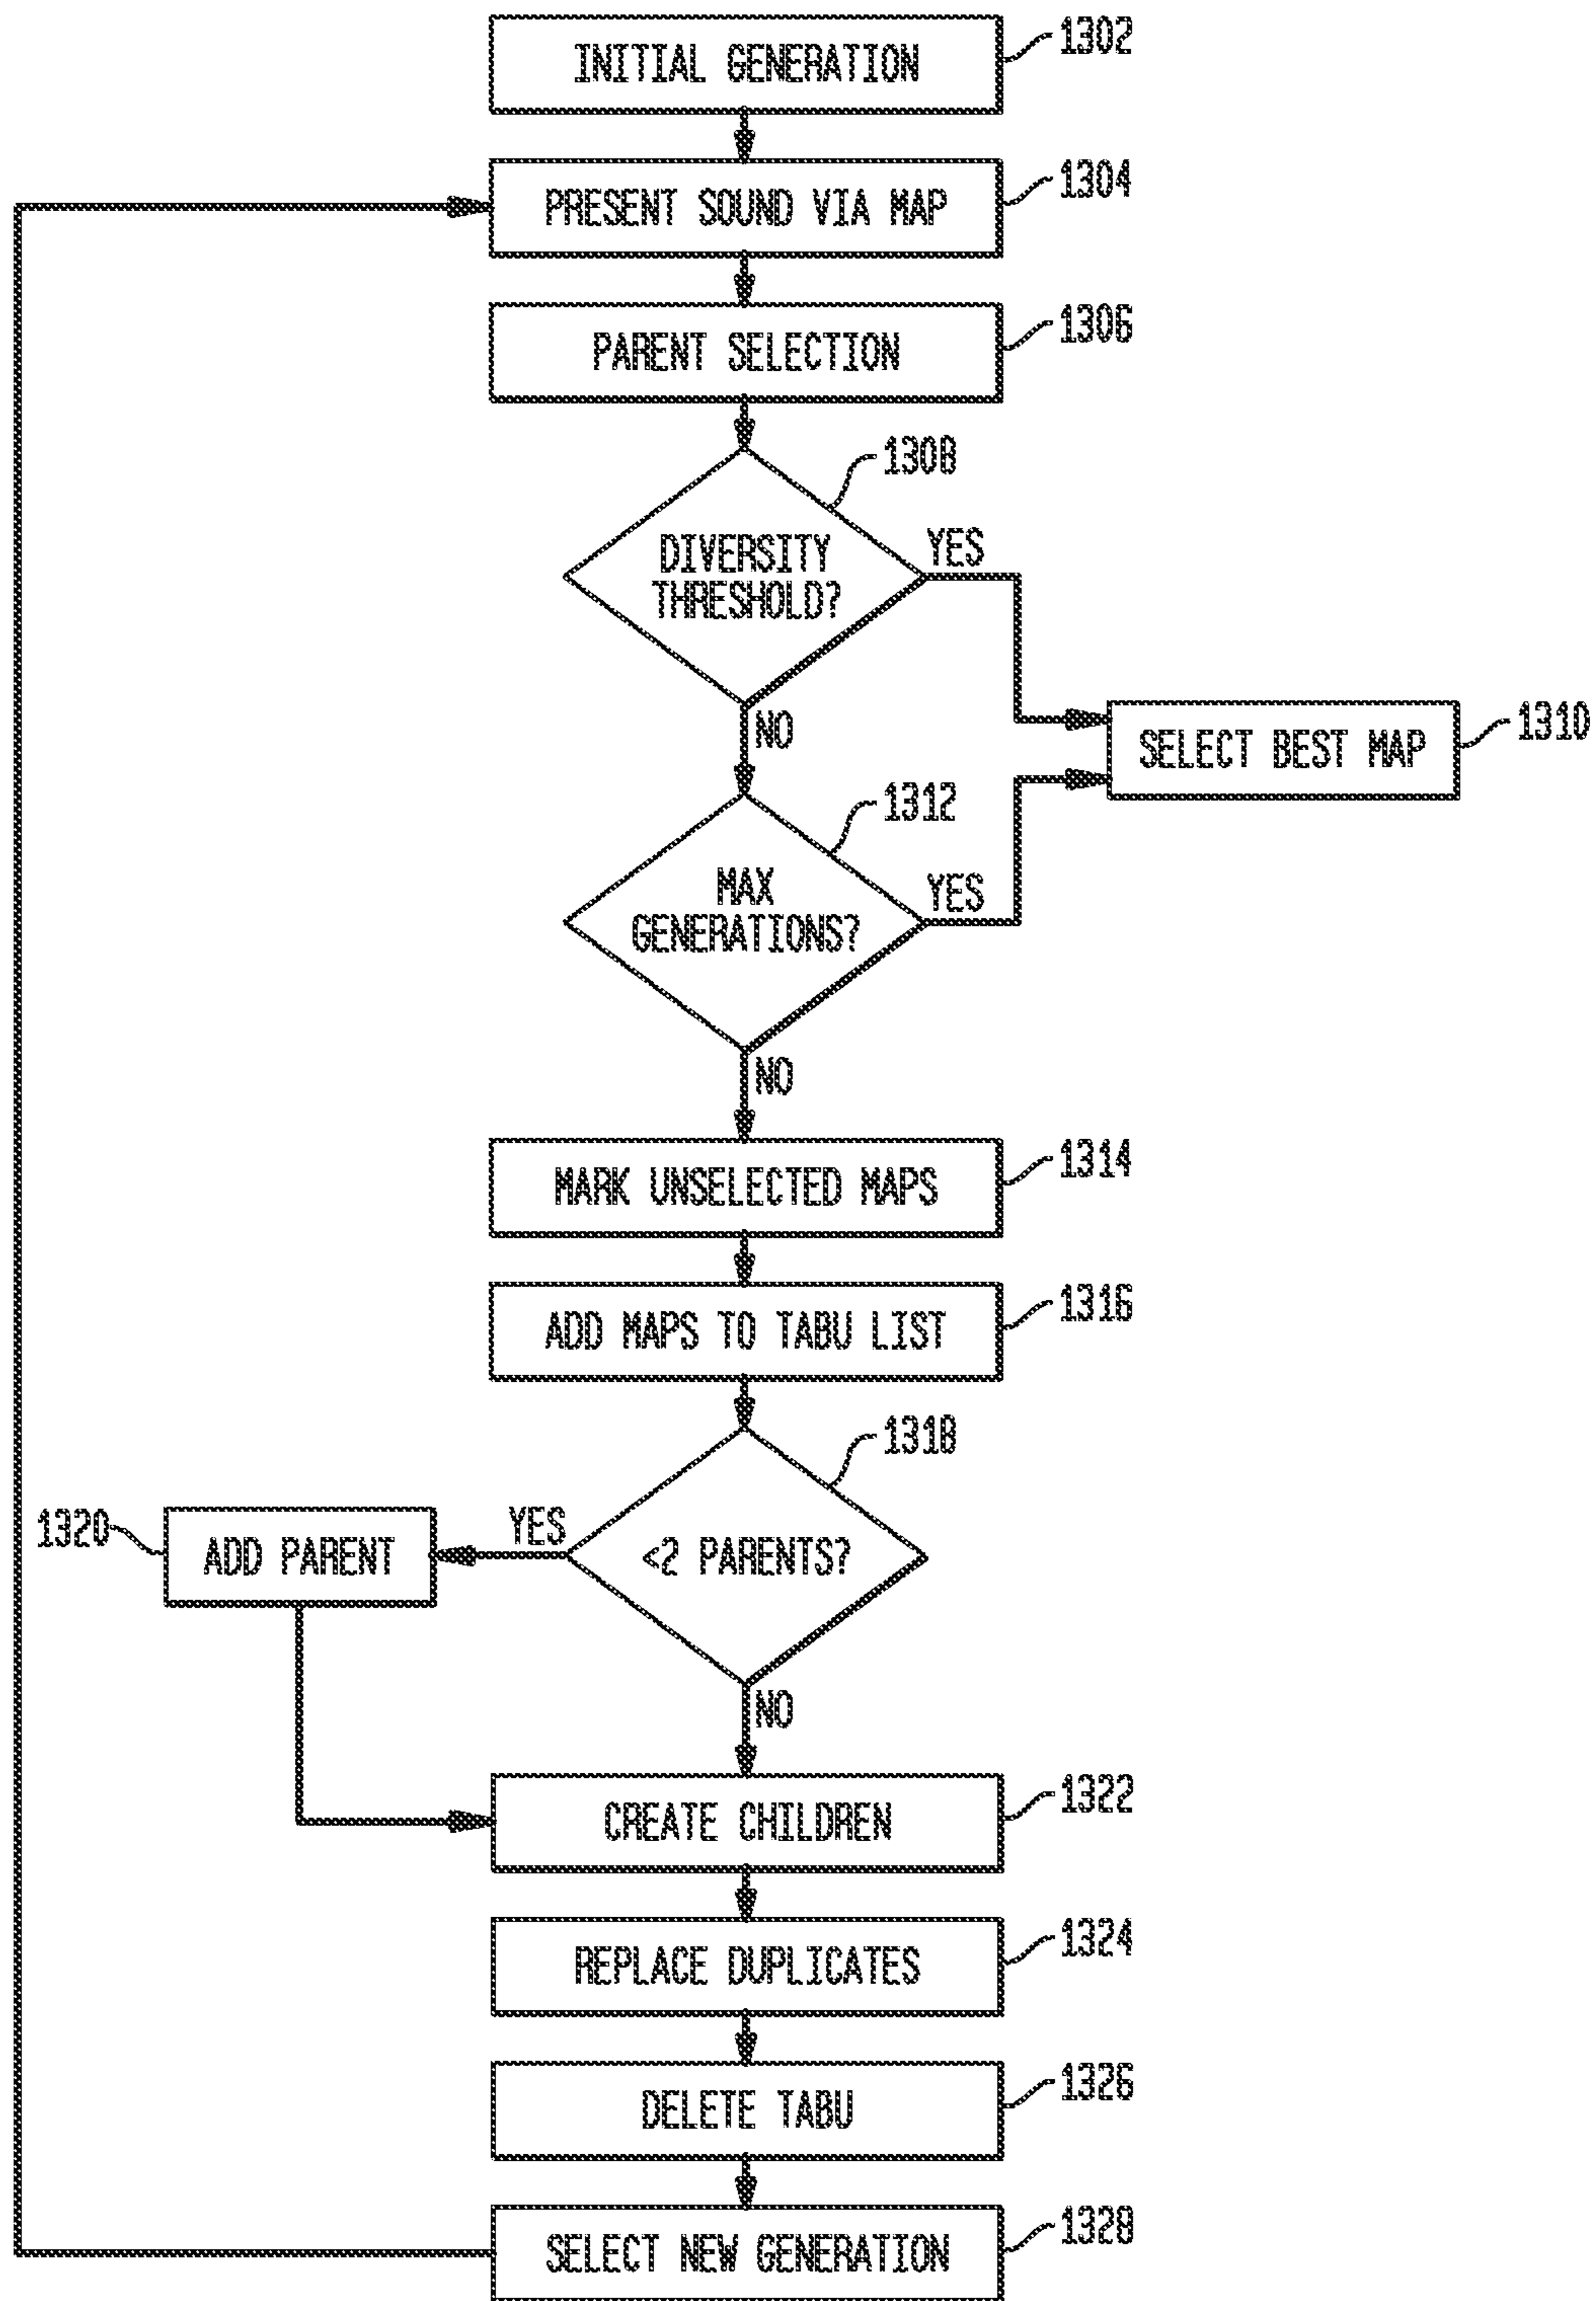 INITIAL GENERATION
1302
PRESENT SOUND VIA MAP
1304
PARENT SELECTION
1306
1308
DIVERSITY
THRESHOLD?
YES
NO
SELECT BEST MAP
1310
1312
MAX
GENERATIONS?
YES
NO
MARK UNSELECTED MAPS
1314
ADD MAPS TO TABU LIST
1316
1318
<2 PARENTS?
YES
1320
ADD PARENT
NO
CREATE CHILDREN
1322
REPLACE DUPLICATES
1324
DELETE TABU
1326
SELECT NEW GENERATION
1328